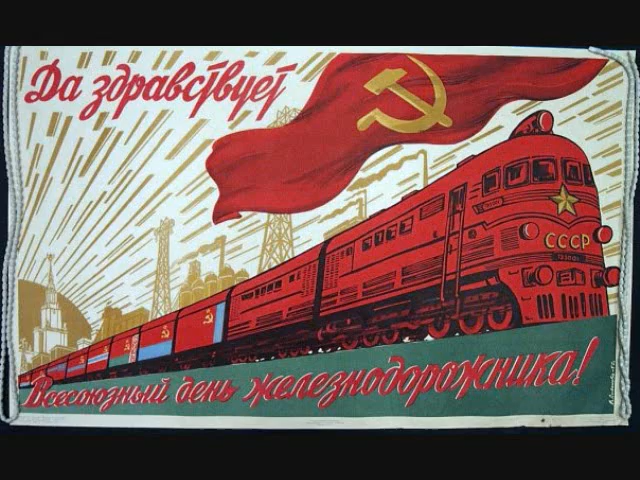 Да здравствует
СССР
Всесоюзный день железнодорожника!